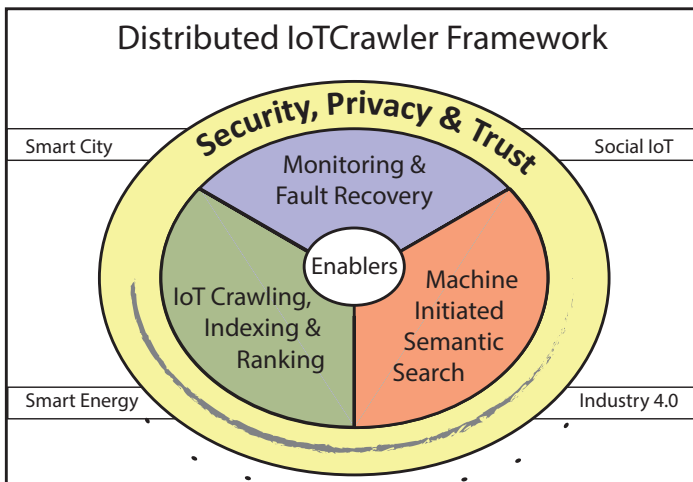 Distributed IoTCrawler Framework
Security, Privacy & Trust
Smart City
Social IoT
Monitoring &
Fault Recovery
Enablers
IoT Crawling,
Indexing &
Ranking
Machine
Initiated
Semantic
Search
Smart Energy
Industry 4.0